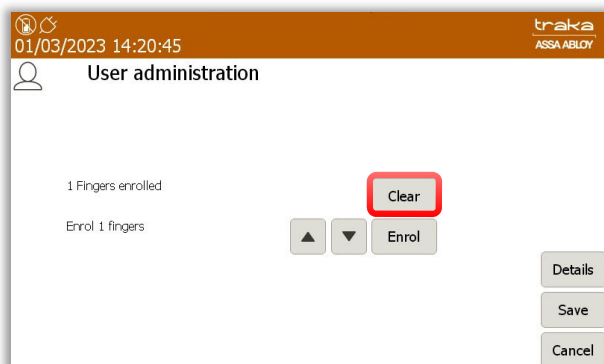 traka
01/03/2023 14:20:45
ASSA ABLOY
User administration
1 Fingers enrolled
Clear
Enrol 1 fingers
Enrol
Details
Save
Cancel